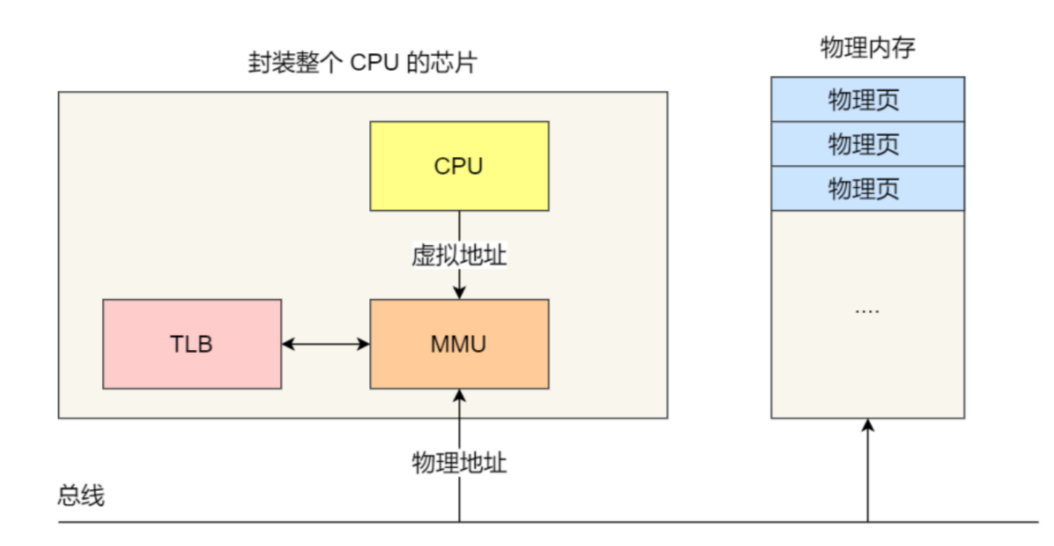 封装整个 CPU 的芯片
物理内存
物理页
物理页
物理页
CPU
虚拟地址
TLB
MMU
....
物理地址
总线